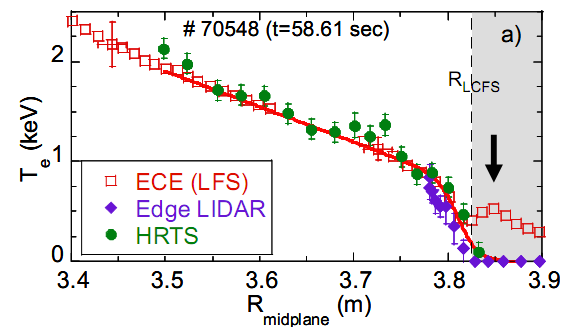 # 70548 (t=58.61 sec)
a)
R_LCFS
T_e (keV)
2
1
0
ECE (LFS)
Edge LIDAR
HRTS
3.4 3.5 3.6 3.7 3.8 3.9
R_midplane (m)